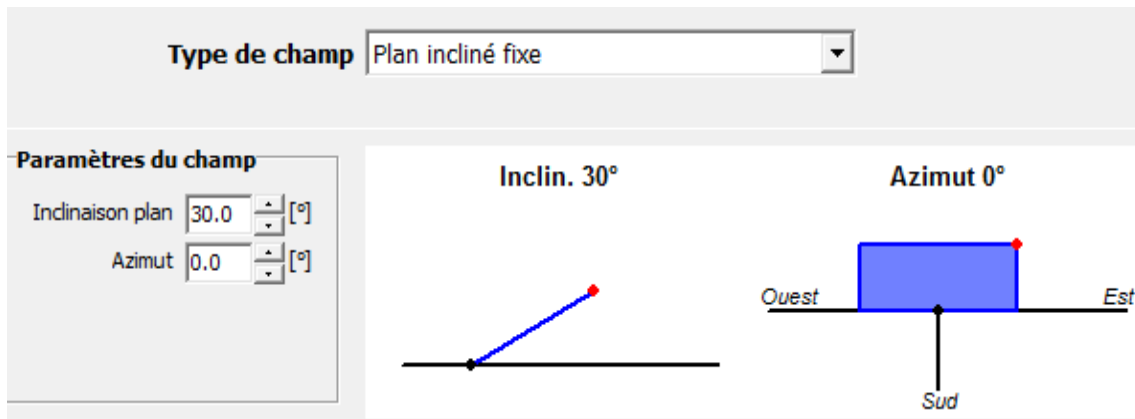 Type de champ Plan incliné fixe
Paramètres du champ
Inclinaison plan 30.0 [°]
Azimut 0.0 [°]
Inclin. 30° Azimut 0°
Ouest Est
Sud